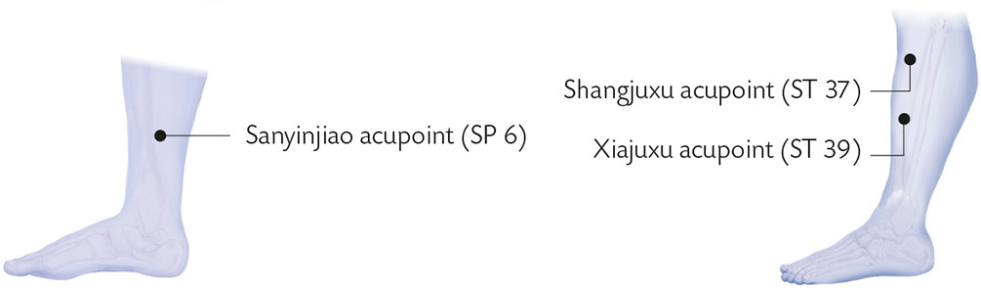 Sanyinjiao acupoint (SP 6)
Shangjuxu acupoint (ST 37)
Xiajuxu acupoint (ST 39)